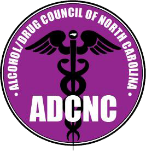 • ALCOHOL/DRUG COUNCIL OF NORTH CAROLINA •
ADCNC